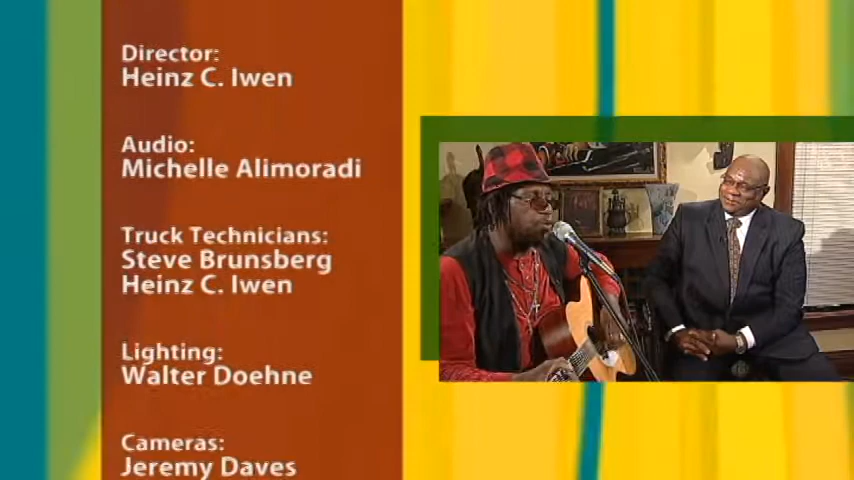 Director:
Heinz C. Iwen
Audio:
Michelle Alimoradi
Truck Technicians:
Steve Brunsberg
Heinz C. Iwen
Lighting:
Walter Doehne
Cameras:
Jeremy Daves